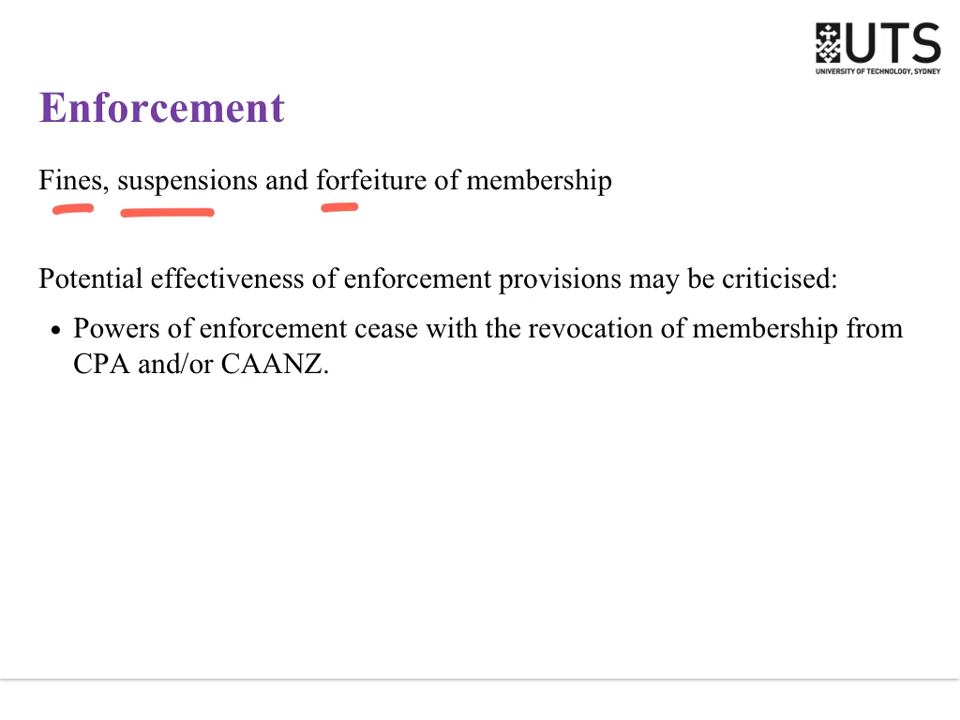 UTS
UNIVERSITY OF TECHNOLOGY, SYDNEY
Enforcement
Fines, suspensions and forfeiture of membership
Potential effectiveness of enforcement provisions may be criticised:
• Powers of enforcement cease with the revocation of membership from
CPA and/or CAANZ.